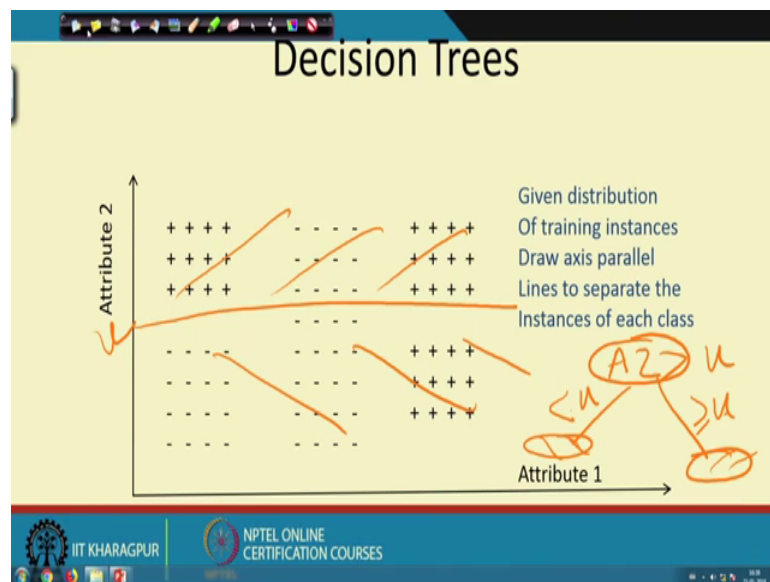 Decision Trees
Attribute 2
+ + + + - - - - + + + +
+ + + + - - - - + + + +
+ + + + - - - - + + + +
- - - -
- - - - - - - - + + + +
- - - - - - - - + + + +
- - - - - - - - + + + +
- - - - - - - -
Given distribution
Of training instances
Draw axis parallel
Lines to separate the
Instances of each class
u
A2 u
<u ≥u
Attribute 1
IIT KHARAGPUR
NPTEL ONLINE
CERTIFICATION COURSES